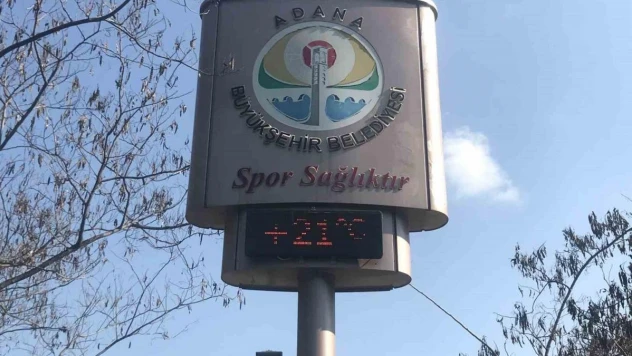 ADANA
BÜYÜKŞEHİR BELEDİYESİ
Spor Sağlıktır
+21°C